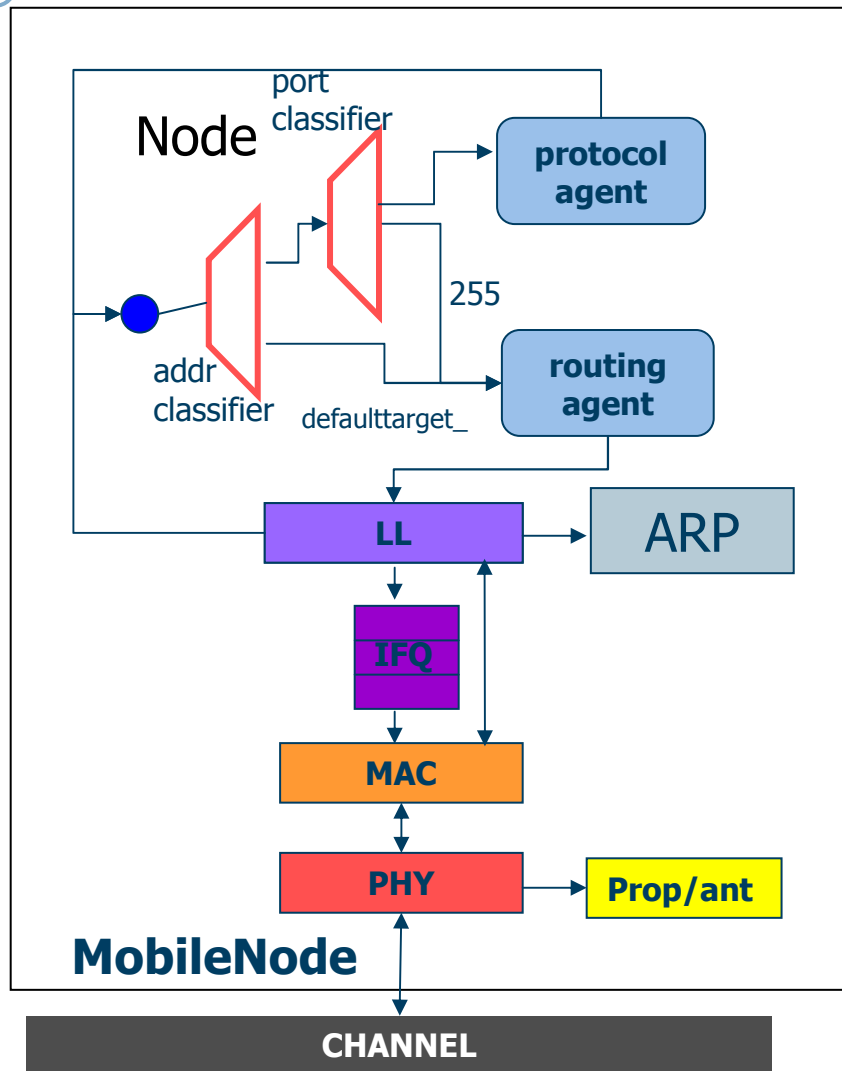 port
classifier
Node
protocol
agent
255
addr
classifier
routing
agent
defaulttarget_
LL
ARP
IFQ
MAC
PHY
Prop/ant
MobileNode
CHANNEL